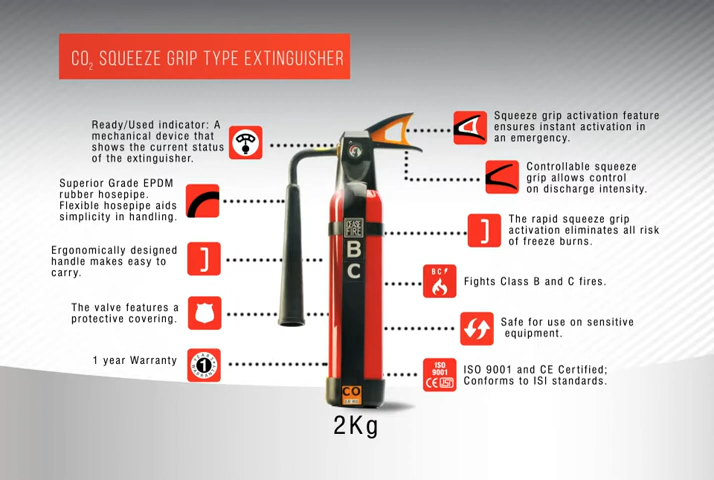 CO2 SQUEEZE GRIP TYPE EXTINGUISHER
Ready/Used indicator: A
mechanical device that
shows the current status
of the extinguisher.
Superior Grade EPDM
rubber hosepipe.
Flexible hosepipe aids
simplicity in handling.
Ergonomically designed
handle makes easy to
carry.
The valve features a
protective covering.
1 year Warranty
1
CEASE
FIRE
B
C
CO
2Kg
Squeeze grip activation feature
ensures instant activation in
an emergency.
Controllable squeeze
grip allows control
on discharge intensity.
The rapid squeeze grip
activation eliminates all risk
of freeze burns.
B C
Fights Class B and C fires.
Safe for use on sensitive
equipment.
ISO
9001
CE ISI
ISO 9001 and CE Certified;
Conforms to ISI standards.